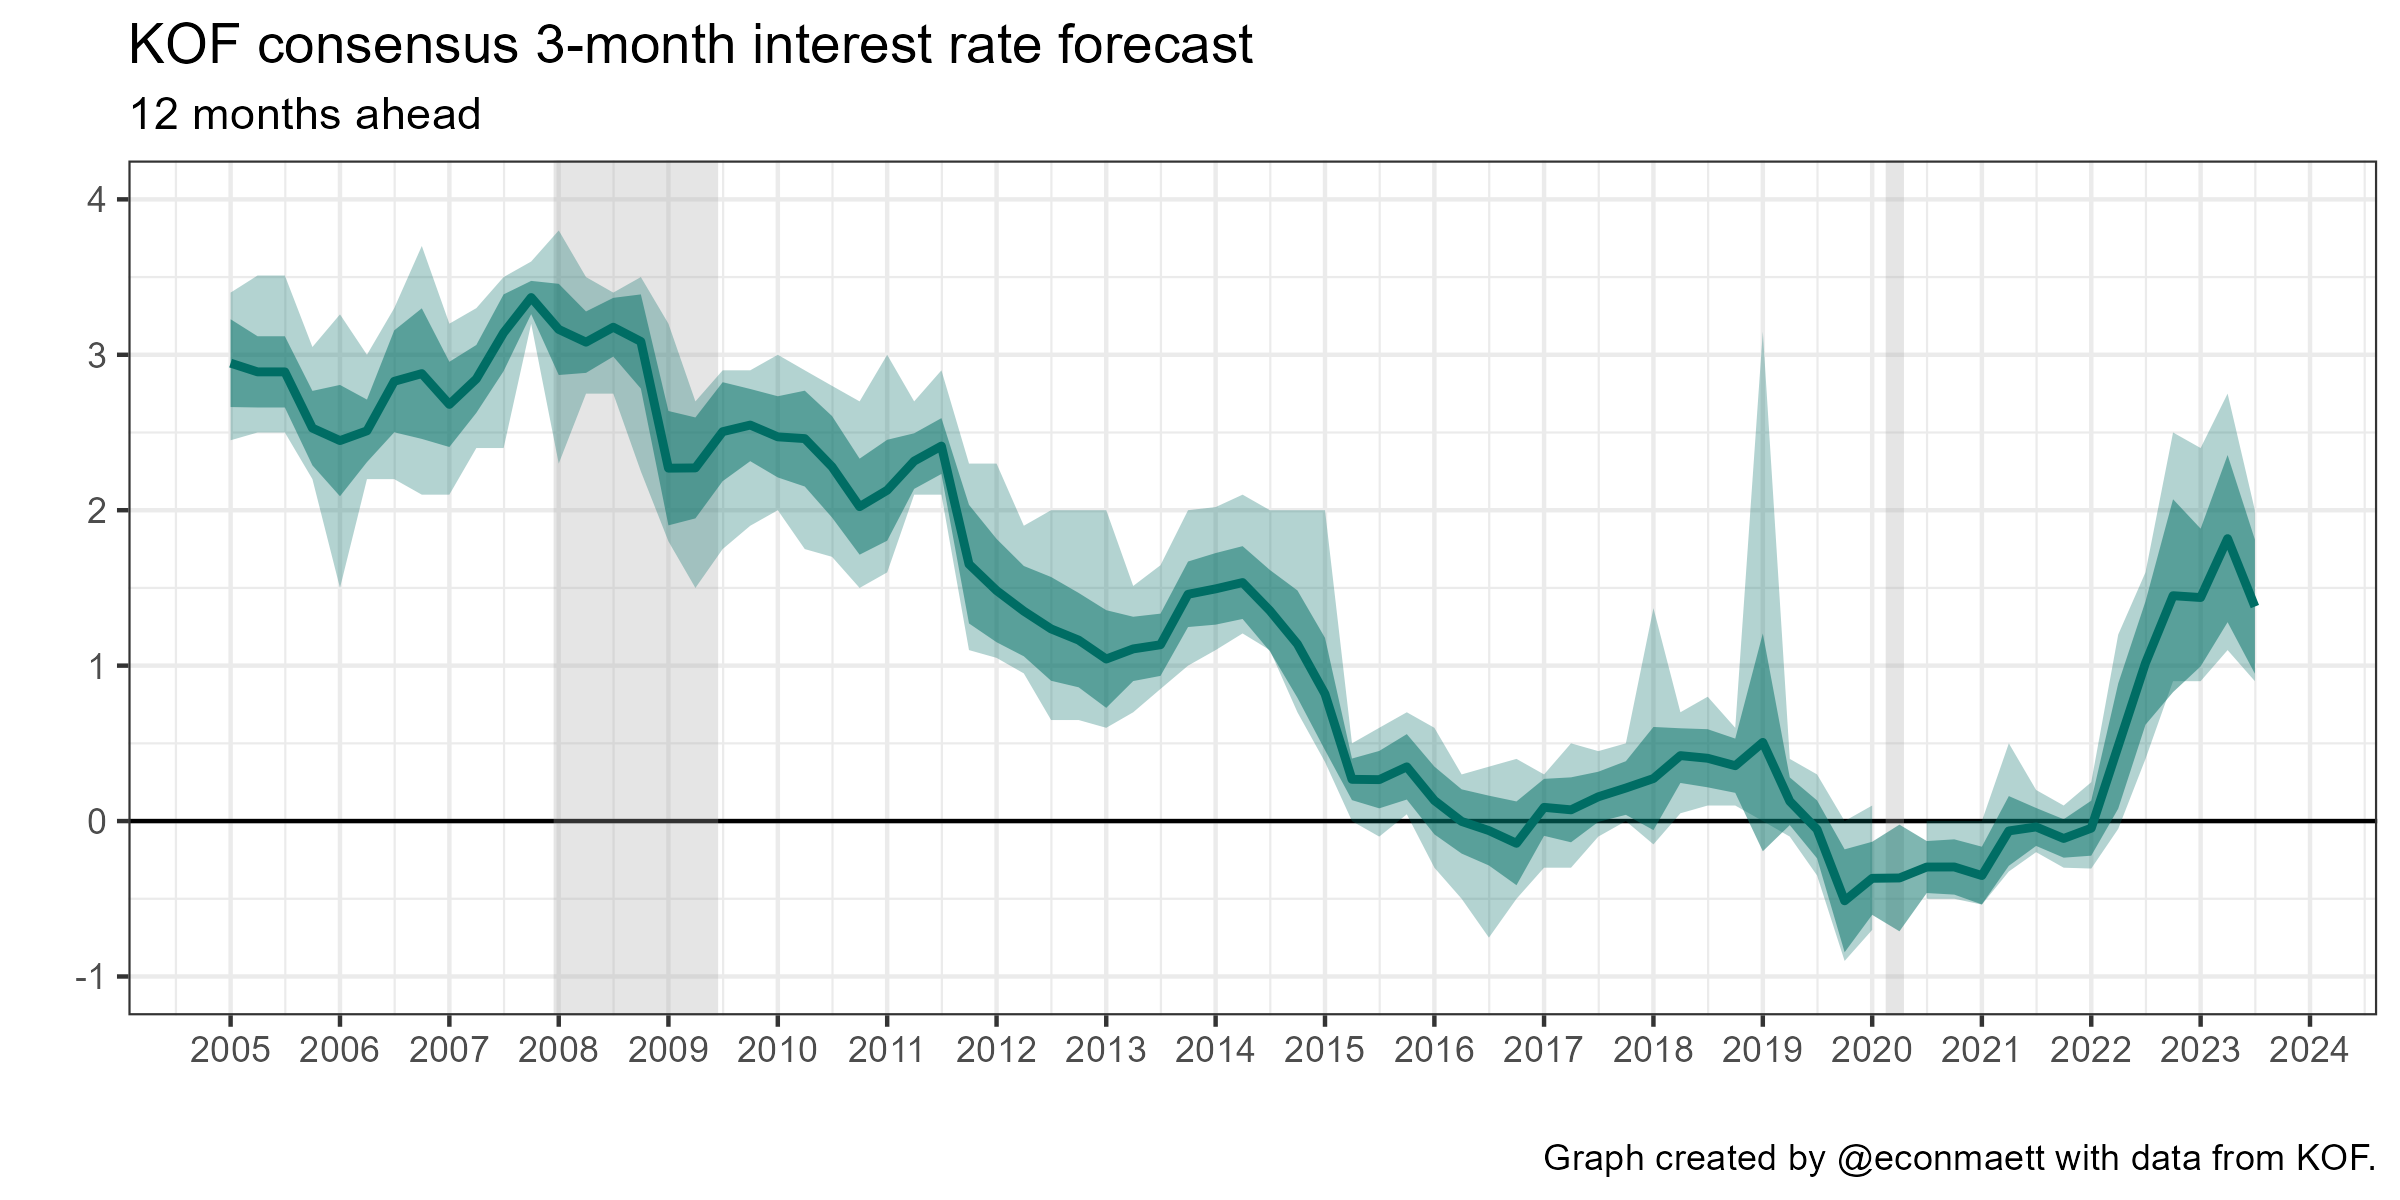 KOF consensus 3-month interest rate forecast
12 months ahead
4
3
2
1
0
-1
2005 2006 2007 2008 2009 2010 2011 2012 2013 2014 2015 2016 2017 2018 2019 2020 2021 2022 2023 2024
Graph created by @econmaett with data from KOF.